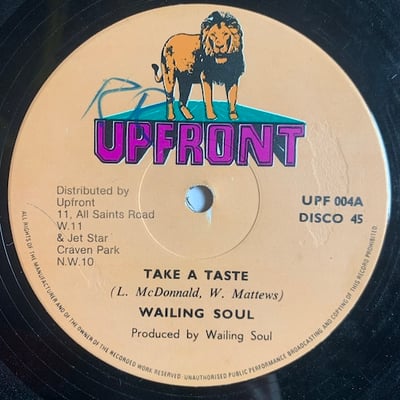 UPFRONT
Distributed by
Upfront
11, All Saints Road
W.11
& Jet Star
Craven Park
N.W.10
UPF 004A
DISCO 45
TAKE A TASTE
(L. McDonnald, W. Mattews)
WAILING SOUL
Produced by Wailing Soul
ALL RIGHTS OF THE MANUFACTURER AND OF THE OWNER OF THE RECORDED WORK RESERVED. UNAUTHORISED PUBLIC PERFORMANCE BROADCASTING AND COPYING OF THIS RECORD PROHIBITED